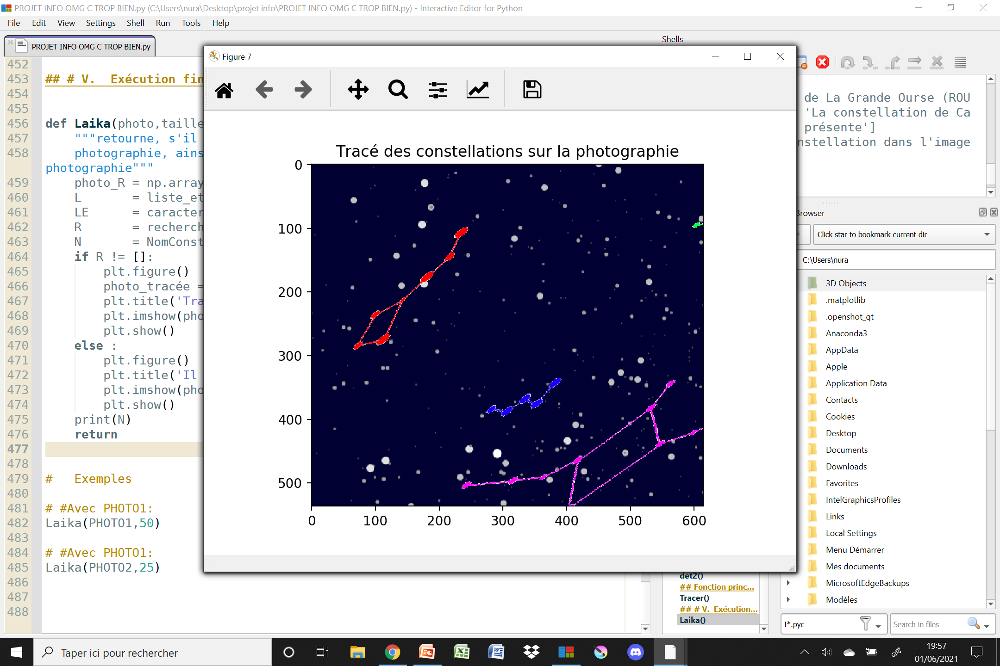 PROJET INFO OMG C TROP BIEN.py (C:\Users\nura\Desktop\projet info\PROJET INFO OMG C TROP BIEN.py) - Interactive Editor for Python
File Edit View Settings Shell Run Tools Help
PROJET INFO OMG C TROP BIEN.py
452
453 ## # V.  Exécution fin
454
455
456 def Laika(photo,taille
457     """retourne, s'il
458     photographie, ains
photographie"""
459     photo_R = np.array
460     L       = liste_et
461     LE      = caracter
462     R       = recherch
463     N       = NomConst
464     if R != []:
465         plt.figure()
466         photo_tracée =
467         plt.title('Tra
468         plt.imshow(pho
469         plt.show()
470     else :
471         plt.figure()
472         plt.title('Il
473         plt.imshow(pho
474         plt.show()
475     print(N)
476     return
477
478
479 #   Exemples
480
481 # #Avec PHOTO1:
482 Laika(PHOTO1,50)
483
484 # #Avec PHOTO1:
485 Laika(PHOTO2,25)
486
487
488
Figure 7
Tracé des constellations sur la photographie
0
100
200
300
400
500
0 100 200 300 400 500 600
Shells
de La Grande Ourse (ROU
'La constellation de Ca
présente']
nstellation dans l'image
Browser
Click star to bookmark current dir
C:\Users\nura
3D Objects
.matplotlib
.openshot_qt
Anaconda3
AppData
Apple
Application Data
Contacts
Cookies
Desktop
Documents
Downloads
Favorites
IntelGraphicsProfiles
Links
Local Settings
Menu Démarrer
Mes documents
MicrosoftEdgeBackups
Modèles
!*.pyc
Search in files
det2()
## Fonction princ...
Tracer()
## # V.  Exécution...
Laika()
Taper ici pour rechercher
19:57
01/06/2021